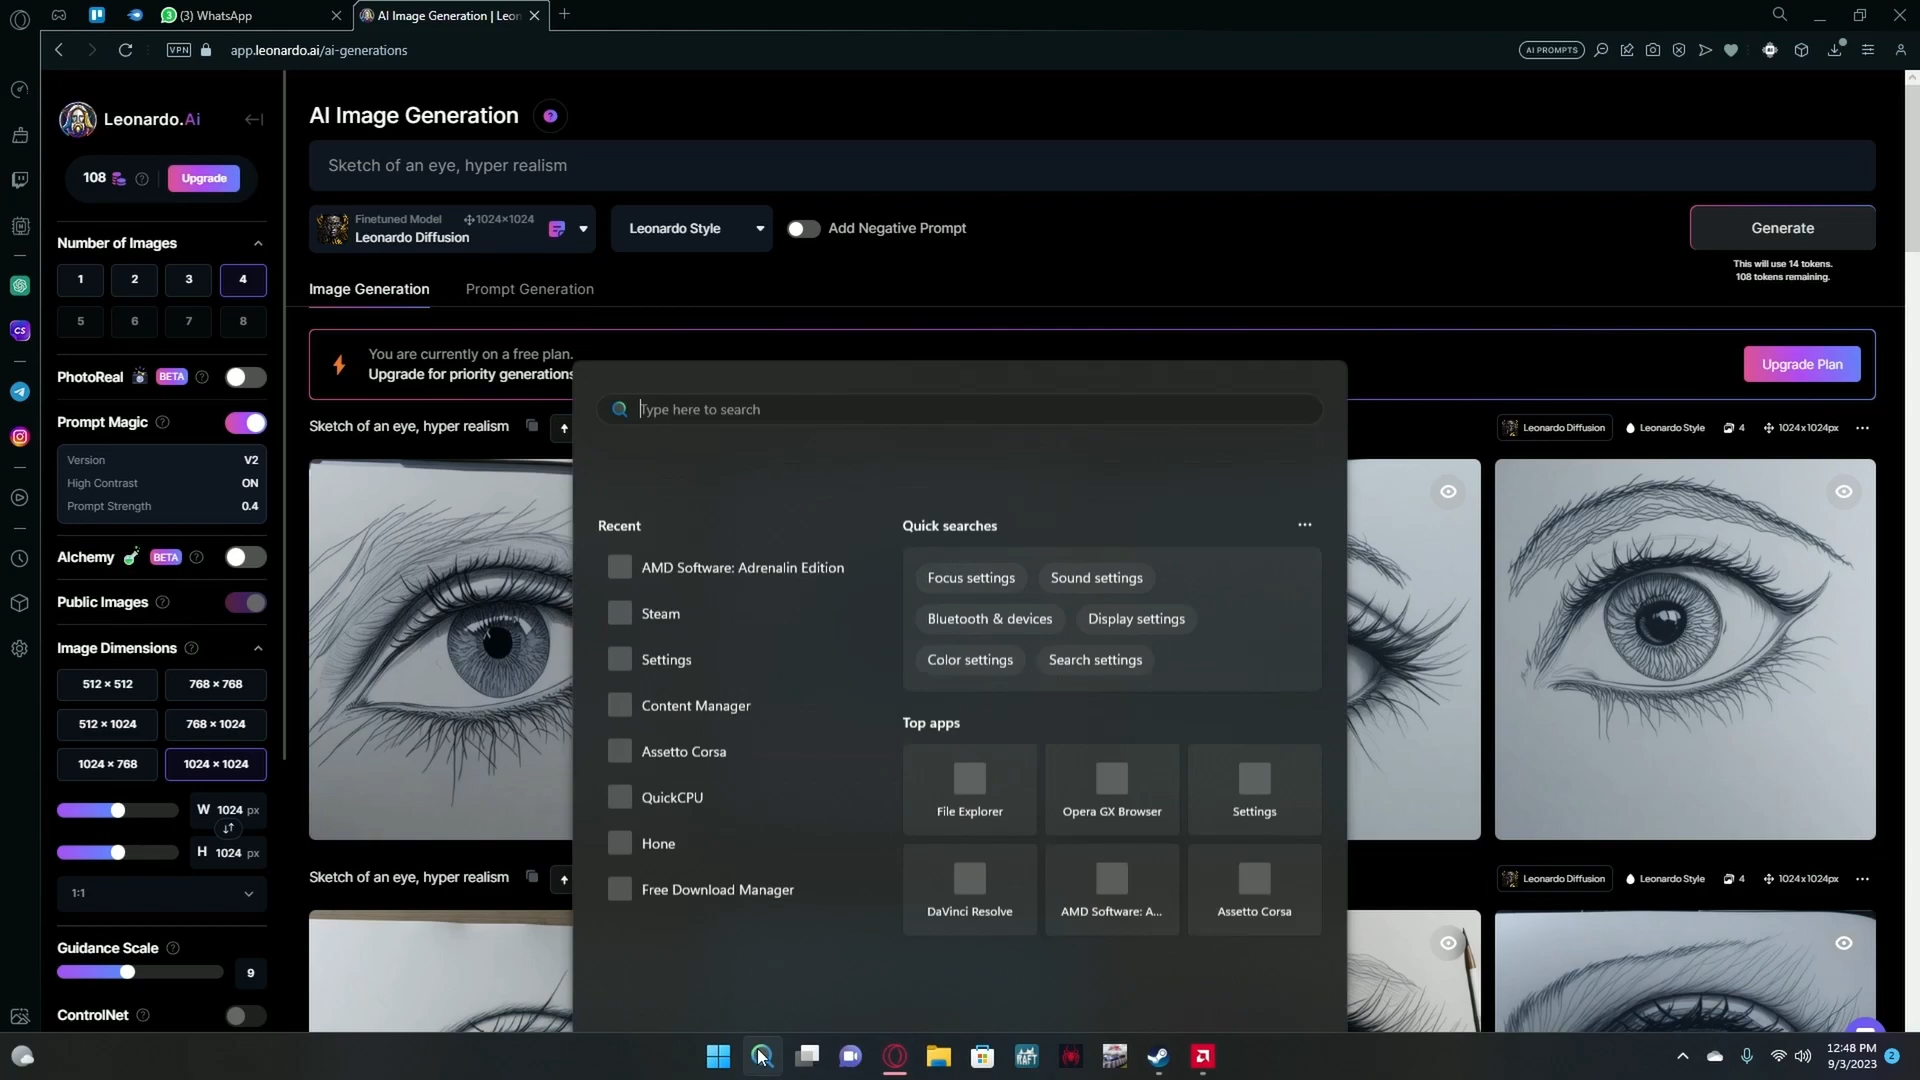 (3) WhatsApp
AI Image Generation | Leon
VPN
app.leonardo.ai/ai-generations
AI PROMPTS
Leonardo.Ai
108
Upgrade
Number of Images
1 2 3 4
5 6 7 8
PhotoReal BETA
Prompt Magic
Version V2
High Contrast ON
Prompt Strength 0.4
Alchemy BETA
Public Images
Image Dimensions
512 × 512 768 × 768
512 × 1024 768 × 1024
1024 × 768 1024 × 1024
W 1024 px
H 1024 px
1:1
Guidance Scale
9
ControlNet
AI Image Generation
Sketch of an eye, hyper realism
Finetuned Model 1024×1024
Leonardo Diffusion
Leonardo Style
Add Negative Prompt
Generate
This will use 14 tokens.
108 tokens remaining.
Image Generation Prompt Generation
You are currently on a free plan.
Upgrade for priority generations
Upgrade Plan
Sketch of an eye, hyper realism
Leonardo Diffusion Leonardo Style 4 1024x1024px
Sketch of an eye, hyper realism
Leonardo Diffusion Leonardo Style 4 1024x1024px
Type here to search
Recent
AMD Software: Adrenalin Edition
Steam
Settings
Content Manager
Assetto Corsa
QuickCPU
Hone
Free Download Manager
Quick searches
Focus settings Sound settings
Bluetooth & devices Display settings
Color settings Search settings
Top apps
File Explorer Opera GX Browser Settings
DaVinci Resolve AMD Software: A... Assetto Corsa
CS
RAFT
12:48 PM
9/3/2023
2